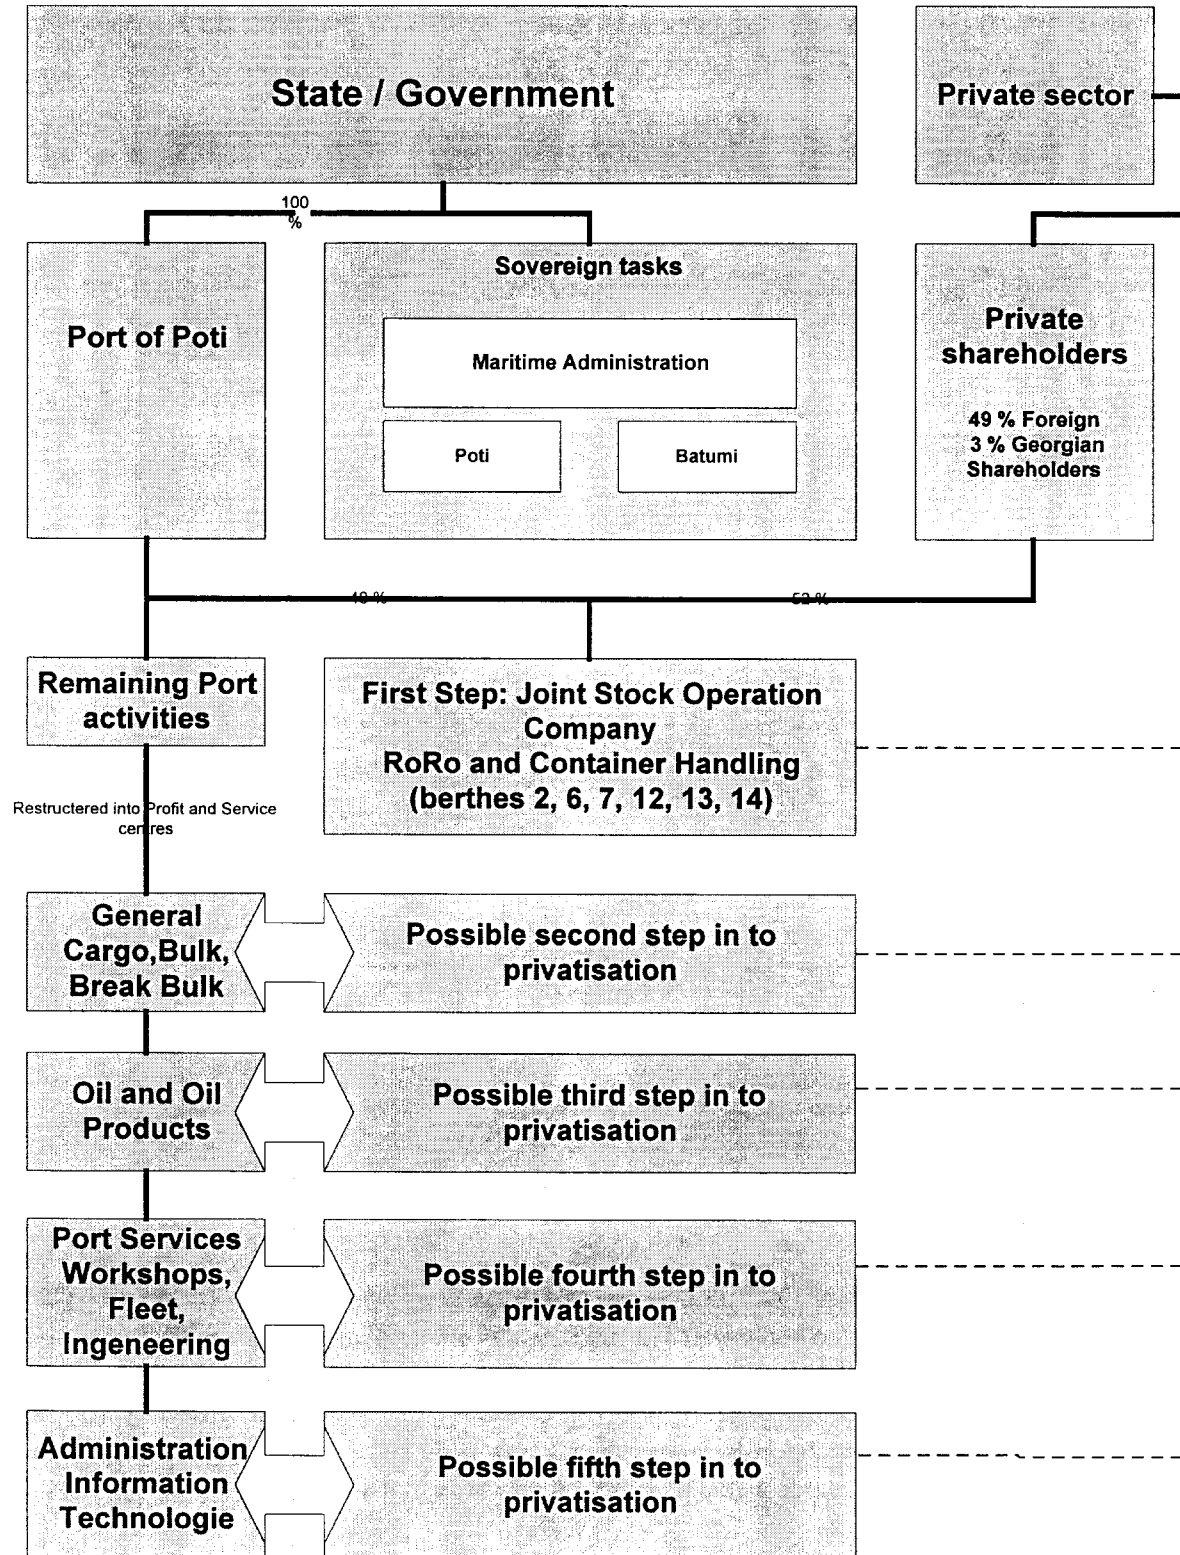 State / Government
Private sector
100
%
Port of Poti
Sovereign tasks
Maritime Administration
Poti
Batumi
Private
shareholders
49 % Foreign
3 % Georgian
Shareholders
48 %
52 %
Remaining Port
activities
First Step: Joint Stock Operation
Company
RoRo and Container Handling
(berthes 2, 6, 7, 12, 13, 14)
Restructered into Profit and Service
centres
General
Cargo,Bulk,
Break Bulk
Possible second step in to
privatisation
Oil and Oil
Products
Possible third step in to
privatisation
Port Services
Workshops,
Fleet,
Ingeneering
Possible fourth step in to
privatisation
Administration
Information
Technologie
Possible fifth step in to
privatisation